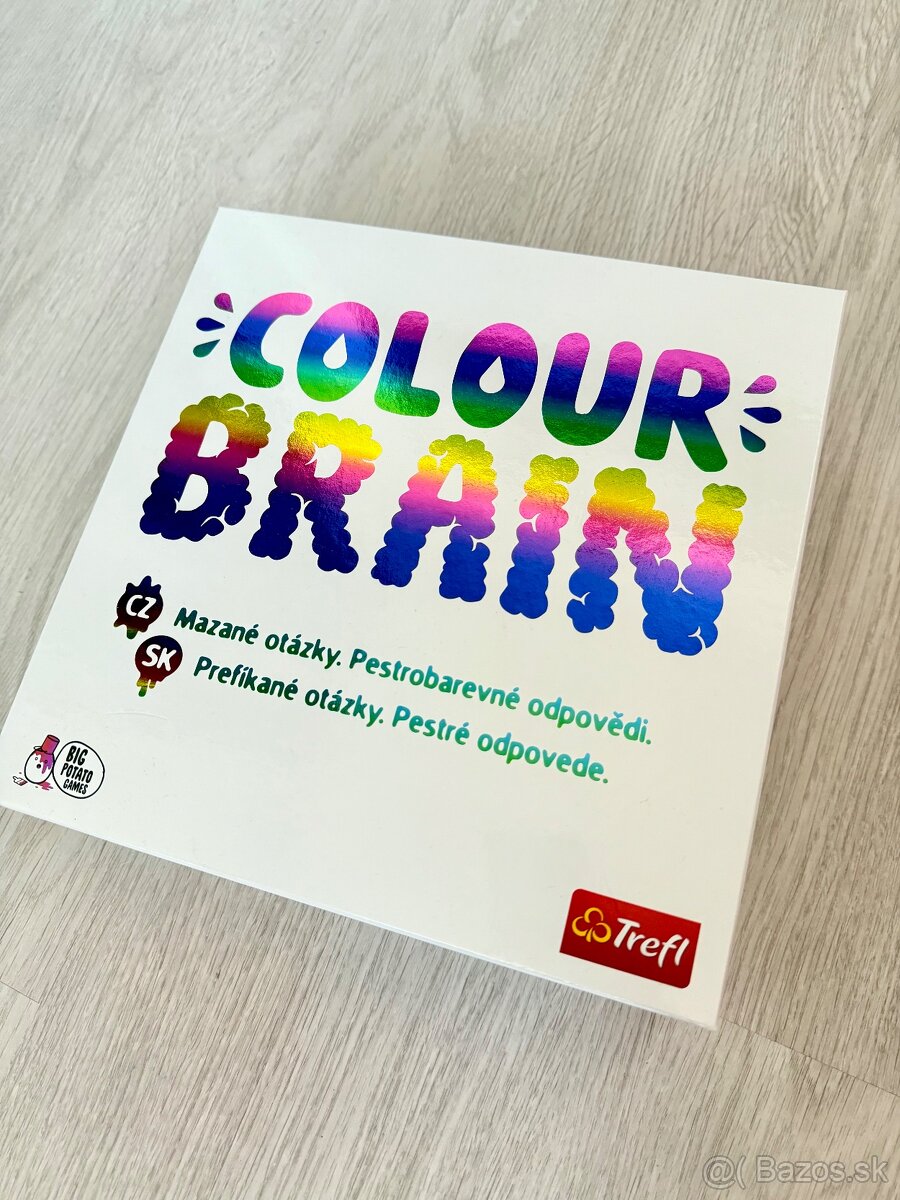 COLOUR
BRAIN
CZ Mazané otázky. Pestrobarevné odpovědi.
SK Prefíkané otázky. Pestré odpovede.
BIG
POTATO
GAMES
Trefl
@( Bazos.sk